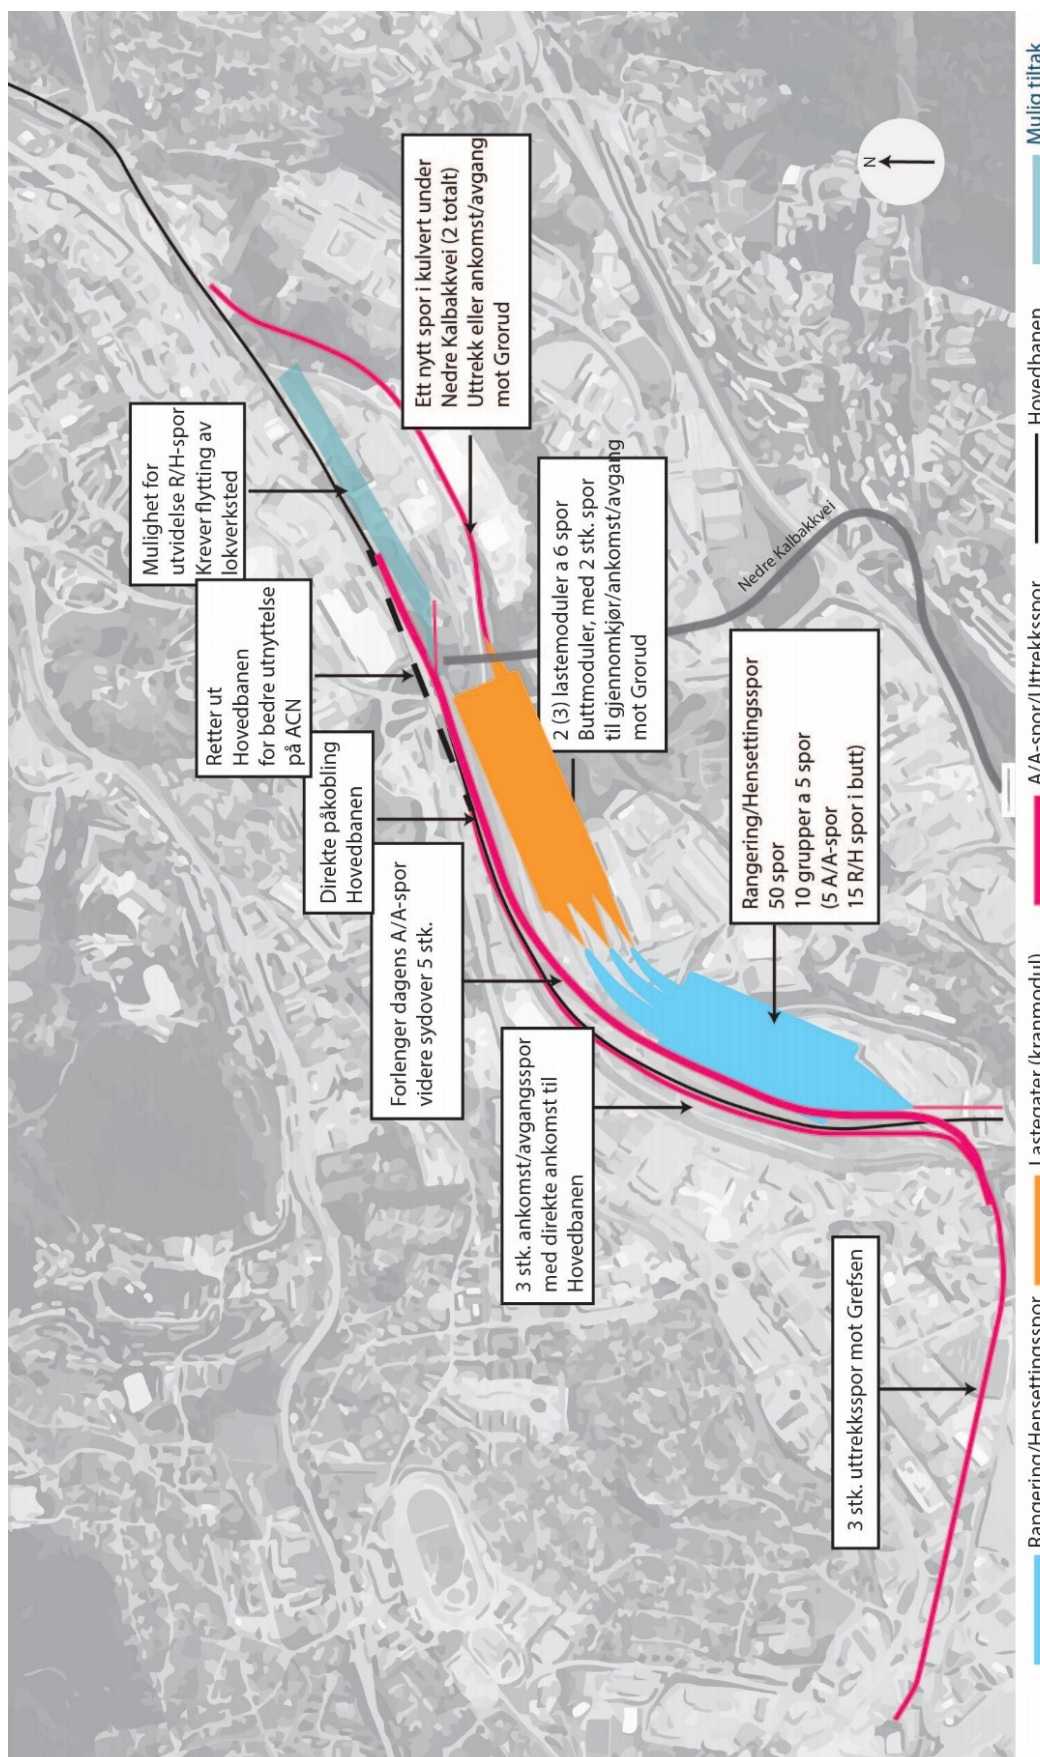 Mulighet for
utvidelse R/H-spor
Krever flytting av
lokverksted
Retter ut
Hovedbanen
for bedre utnyttelse
på ACN
Direkte påkobling
Hovedbanen
Forlenger dagens A/A-spor
videre sydover 5 stk.
3 stk. ankomst/avgangsspor
med direkte ankomst til
Hovedbanen
3 stk. uttrekksspor mot Grefsen
Ett nytt spor i kulvert under
Nedre Kalbakkvei (2 totalt)
Uttrekk eller ankomst/avgang
mot Grorud
2 (3) lastemoduler a 6 spor
Buttmoduler, med 2 stk. spor
til gjennomkjør/ankomst/avgang
mot Grorud
Rangering/Hensettingsspor
50 spor
10 grupper a 5 spor
(5 A/A-spor
15 R/H spor i butt)
Nedre Kalbakkvei
N
Rangering/Hensettingsspor
Lastegater (kranmodul)
A/A-spor/Uttrekksspor
Hovedbanen
Mulig tiltak